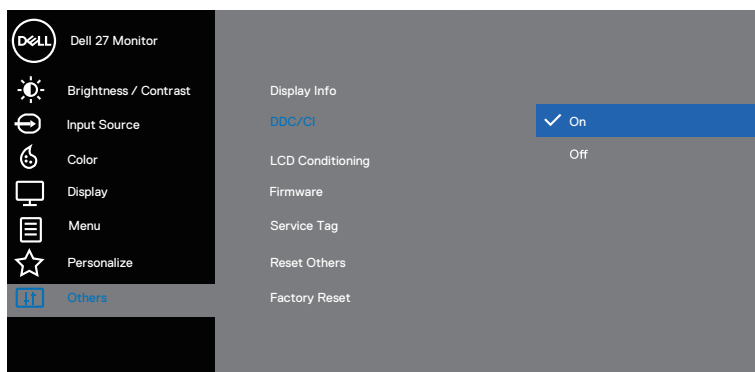 DELL
Dell 27 Monitor
Brightness / Contrast
Input Source
Color
Display
Menu
Personalize
Others
Display Info
DDC/CI
LCD Conditioning
Firmware
Service Tag
Reset Others
Factory Reset
On
Off